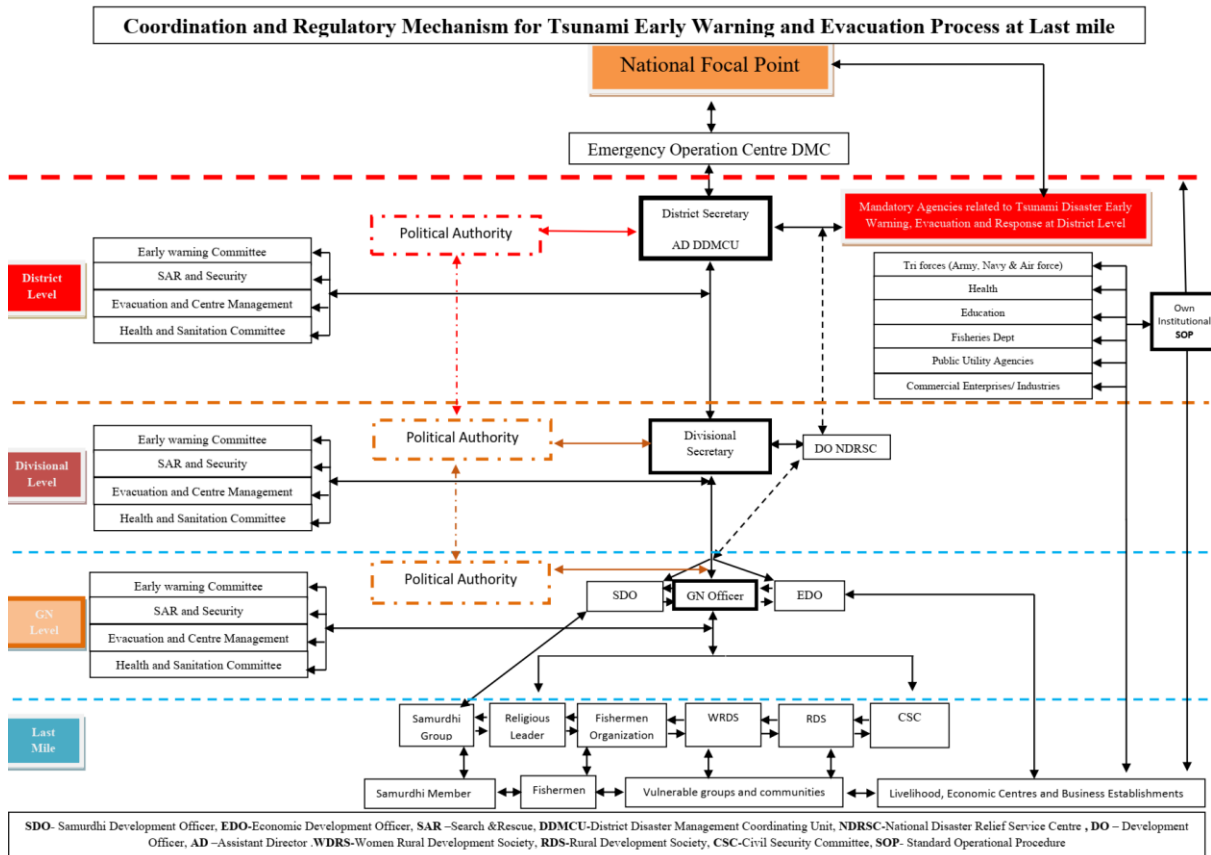 Coordination and Regulatory Mechanism for Tsunami Early Warning and Evacuation Process at Last mile
National Focal Point
Emergency Operation Centre DMC
District Secretary
AD DDMCU
Mandatory Agencies related to Tsunami Disaster Early
Warning, Evacuation and Response at District Level
Political Authority
District
Level
Early warning Committee
SAR and Security
Evacuation and Centre Management
Health and Sanitation Committee
Tri forces (Army, Navy & Air force)
Health
Education
Fisheries Dept
Public Utility Agencies
Commercial Enterprises/ Industries
Own
Institutional
SOP
Divisional
Level
Early warning Committee
SAR and Security
Evacuation and Centre Management
Health and Sanitation Committee
Political Authority
Divisional
Secretary
DO NDRSC
GN
Level
Early warning Committee
SAR and Security
Evacuation and Centre Management
Health and Sanitation Committee
Political Authority
SDO
GN Officer
EDO
Last
Mile
Samurdhi
Group
Religious
Leader
Fishermen
Organization
WRDS
RDS
CSC
Samurdhi Member
Fishermen
Vulnerable groups and communities
Livelihood, Economic Centres and Business Establishments
SDO- Samurdhi Development Officer, EDO-Economic Development Officer, SAR –Search &Rescue, DDMCU-District Disaster Management Coordinating Unit, NDRSC-National Disaster Relief Service Centre , DO – Development
Officer, AD –Assistant Director .WDRS-Women Rural Development Society, RDS-Rural Development Society, CSC-Civil Security Committee, SOP- Standard Operational Procedure